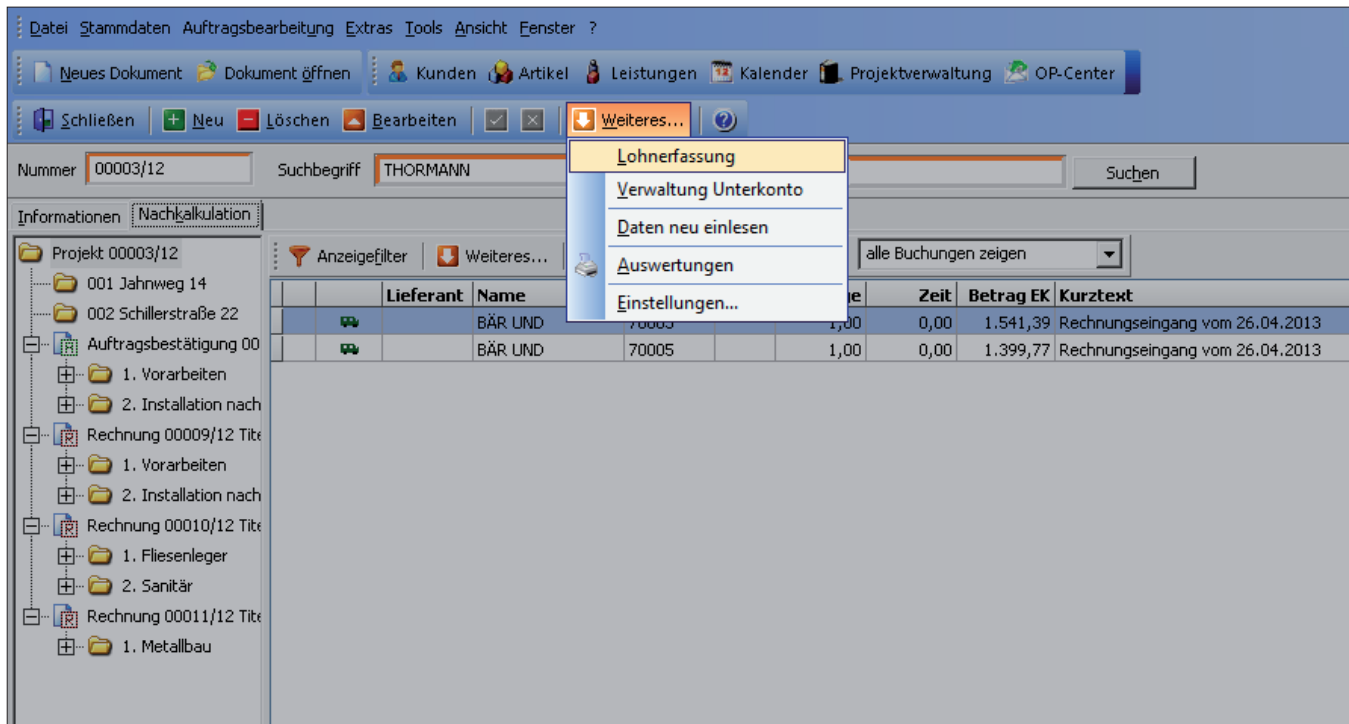 Datei Stammdaten Auftragsbearbeitung Extras Tools Ansicht Fenster ?
Neues Dokument Dokument öffnen Kunden Artikel Leistungen Kalender Projektverwaltung OP-Center
Schließen Neu Löschen Bearbeiten Weiteres... ?
Nummer 00003/12 Suchbegriff THORMANN Suchen
Lohnerfassung
Verwaltung Unterkonto
Daten neu einlesen
Auswertungen
Einstellungen...
Informationen Nachkalkulation
Projekt 00003/12
001 Jahnweg 14
002 Schillerstraße 22
Auftragsbestätigung 00
1. Vorarbeiten
2. Installation nach
Rechnung 00009/12 Tite
1. Vorarbeiten
2. Installation nach
Rechnung 00010/12 Tite
1. Fliesenleger
2. Sanitär
Rechnung 00011/12 Tite
1. Metallbau
Anzeigefilter Weiteres... alle Buchungen zeigen
Lieferant Name ge Zeit Betrag EK Kurztext
BÄR UND 70005 1,00 0,00 1.541,39 Rechnungseingang vom 26.04.2013
BÄR UND 70005 1,00 0,00 1.399,77 Rechnungseingang vom 26.04.2013